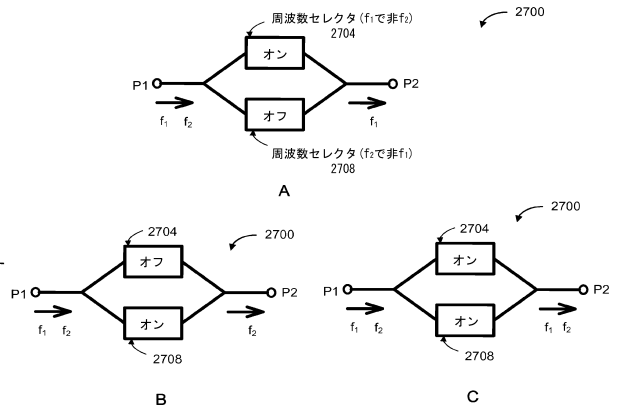 2700
周波数セレクタ(f₁で非f₂)
2704
オン
P1
P2
オフ
f₁ f₂
f₁
周波数セレクタ(f₂で非f₁)
2708
A
2704
2700
オフ
P1
P2
オン
f₁ f₂
f₂
2708
B
2704
2700
オン
P1
P2
オン
f₁ f₂
f₁ f₂
2708
C